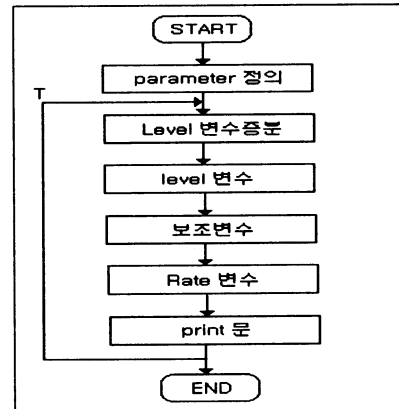 START
parameter 정의
T
Level 변수증분
level 변수
보조변수
Rate 변수
print 문
END